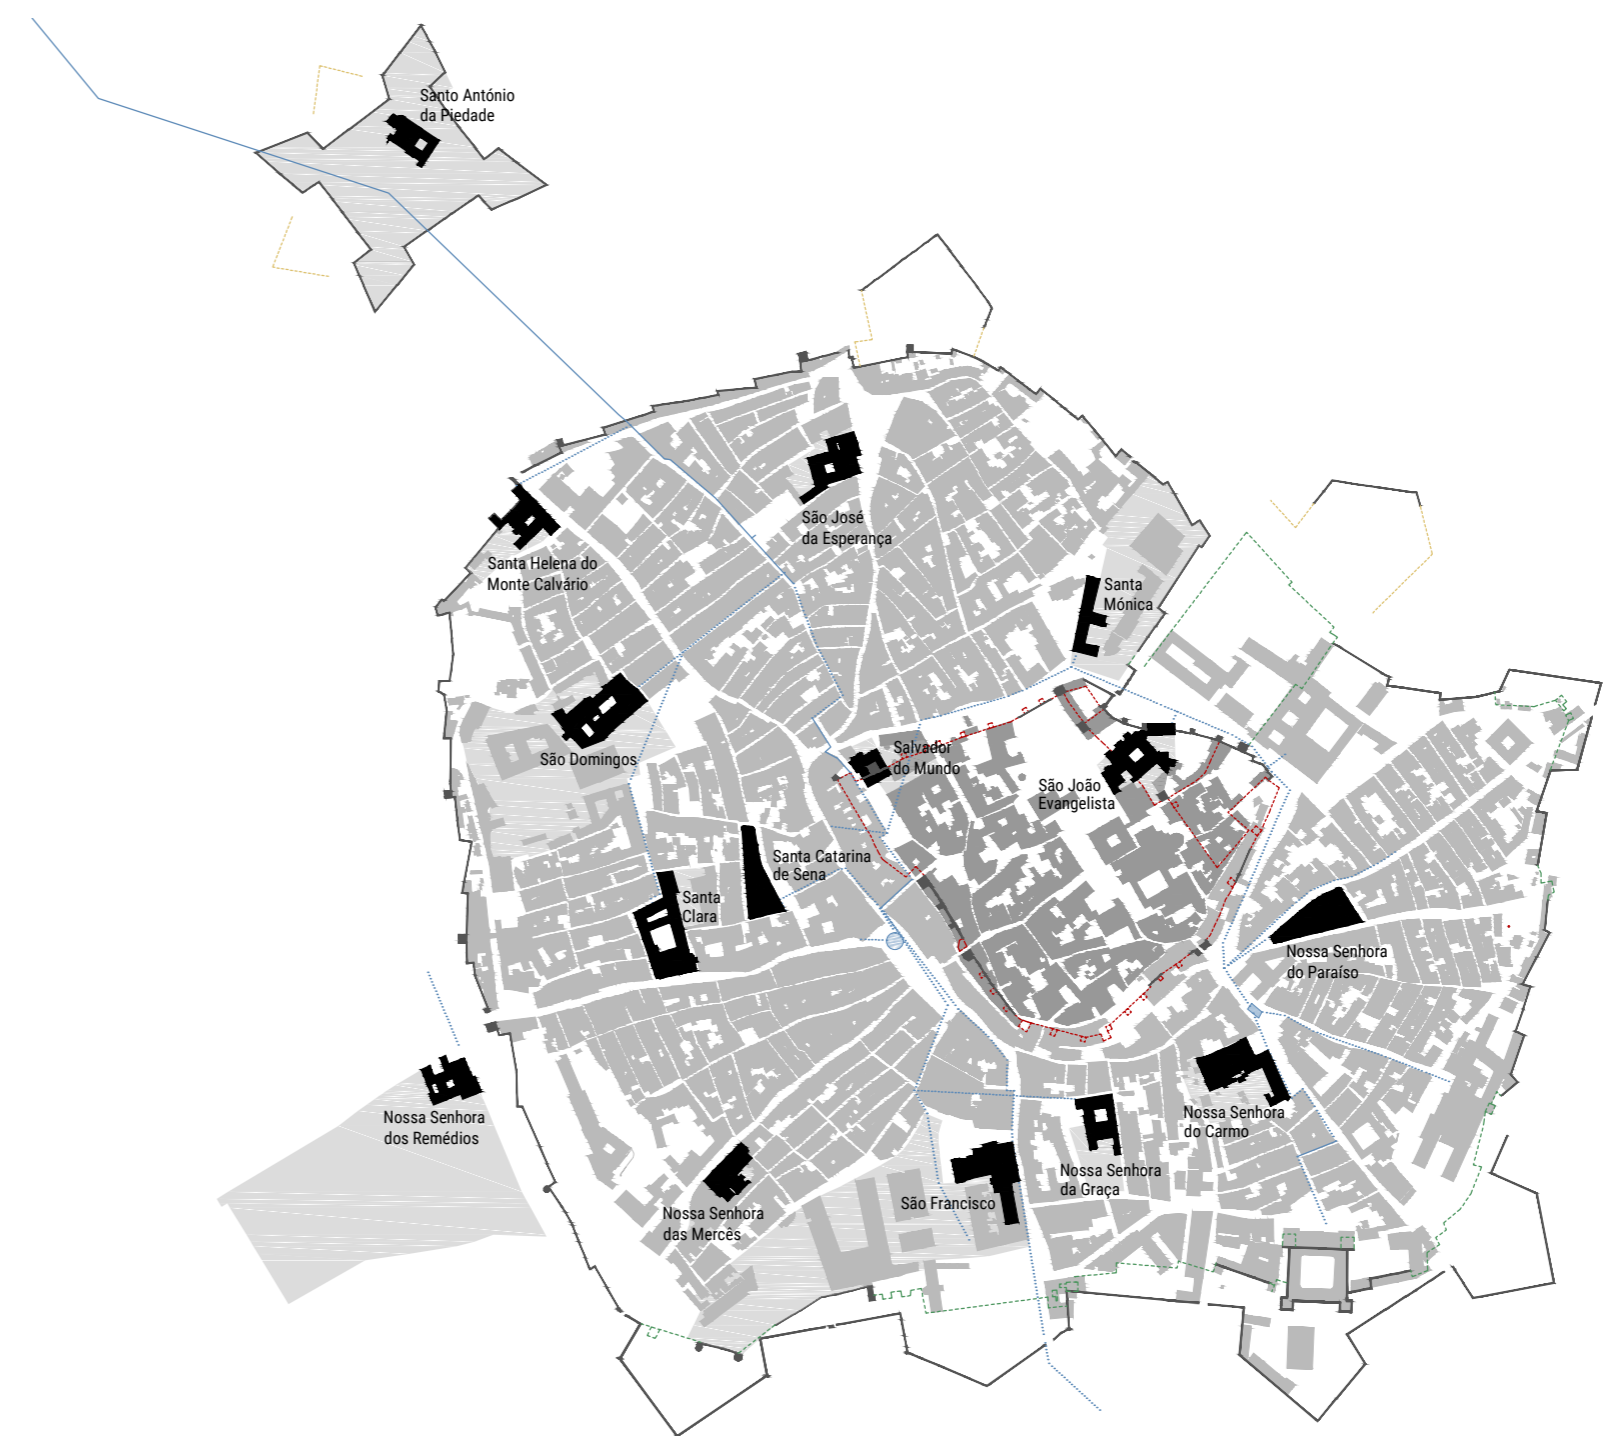 Santo António
da Piedade
São José
da Esperança
Santa Helena do
Monte Calvário
Santa
Mónica
São Domingos
Salvador
do Mundo
São João
Evangelista
Santa Catarina
de Sena
Santa
Clara
Nossa Senhora
do Paraíso
Nossa Senhora
dos Remédios
Nossa Senhora
do Carmo
Nossa Senhora
da Graça
São Francisco
Nossa Senhora
das Mercês